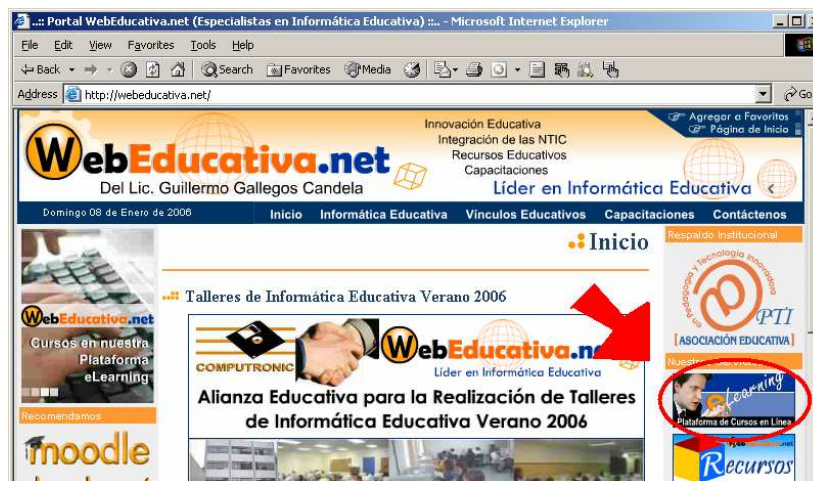 ..:: Portal WebEducativa.net (Especialistas en Informática Educativa) ::.. - Microsoft Internet Explorer
File Edit View Favorites Tools Help
Back Search Favorites Media
Address http://webeducativa.net/ Go
WebEducativa.net
Del Lic. Guillermo Gallegos Candela
Innovación Educativa
Integración de las NTIC
Recursos Educativos
Capacitaciones
Líder en Informática Educativa
Agregar a Favoritos
Página de Inicio
Domingo 08 de Enero de 2006
Inicio Informática Educativa Vínculos Educativos Capacitaciones Contáctenos
WebEducativa.net
Cursos en nuestra
Plataforma
eLearning
Recomendamos
moodle
Inicio
Talleres de Informática Educativa Verano 2006
COMPUTRONIC
WebEducativa.n
Líder en Informática Educativa
Alianza Educativa para la Realización de Talleres
de Informática Educativa Verano 2006
Respaldo Institucional
en Pedagogía y Tecnología Innovadora
PTI
[ASOCIACIÓN EDUCATIVA]
eLearning
Plataforma de Cursos en Línea
Recursos